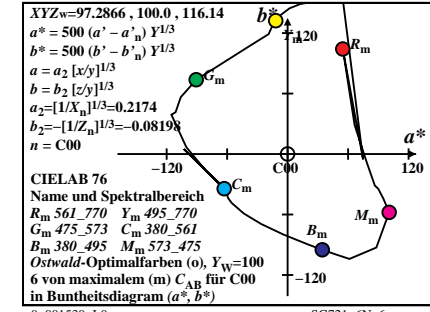 XYZw=97.2866 , 100.0 , 116.14
a* = 500 (a' – a'n) Y1/3
b* = 500 (b' – b'n) Y1/3
a = a2 [x/y]1/3
b = b2 [z/y]1/3
a2=[1/Xn]1/3=0.2174
b2=–[1/Zn]1/3=–0.08198
n = C00
CIELAB 76
Name und Spektralbereich
Rm 561_770 Ym 495_770
Gm 475_573 Cm 380_561
Bm 380_495 Mm 573_475
Ostwald-Optimalfarben (o), YW=100
6 von maximalem (m) CAB für C00
in Buntheitsdiagram (a*, b*)
b*
Ym
120
Rm
Gm
a*
–120
C00
120
Cm
Mm
Bm
–120